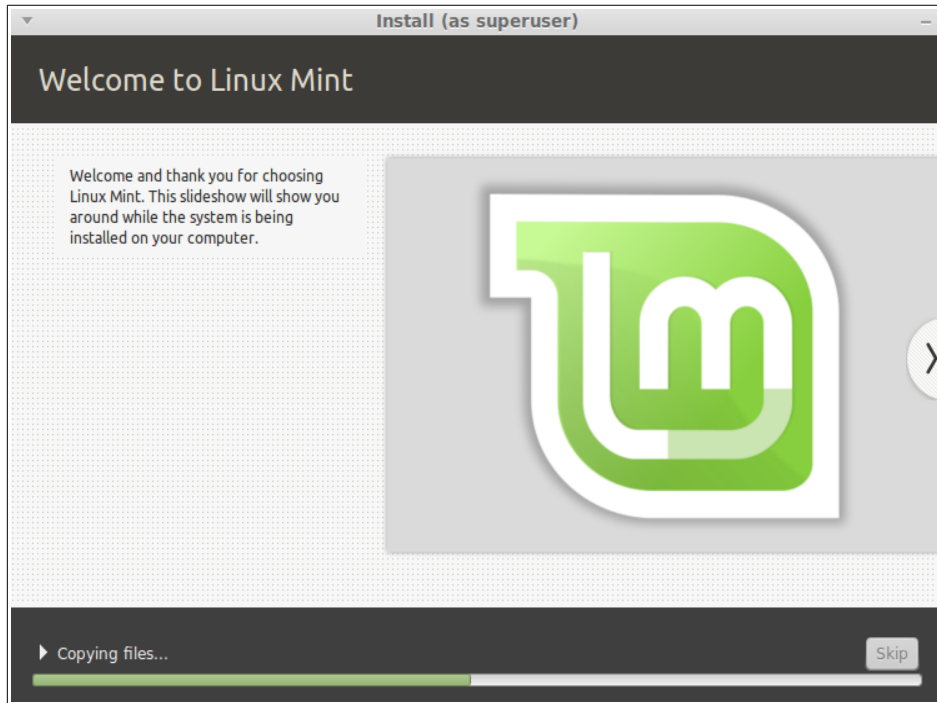 Install (as superuser)
Welcome to Linux Mint
Welcome and thank you for choosing
Linux Mint. This slideshow will show you
around while the system is being
installed on your computer.
Copying files...
Skip